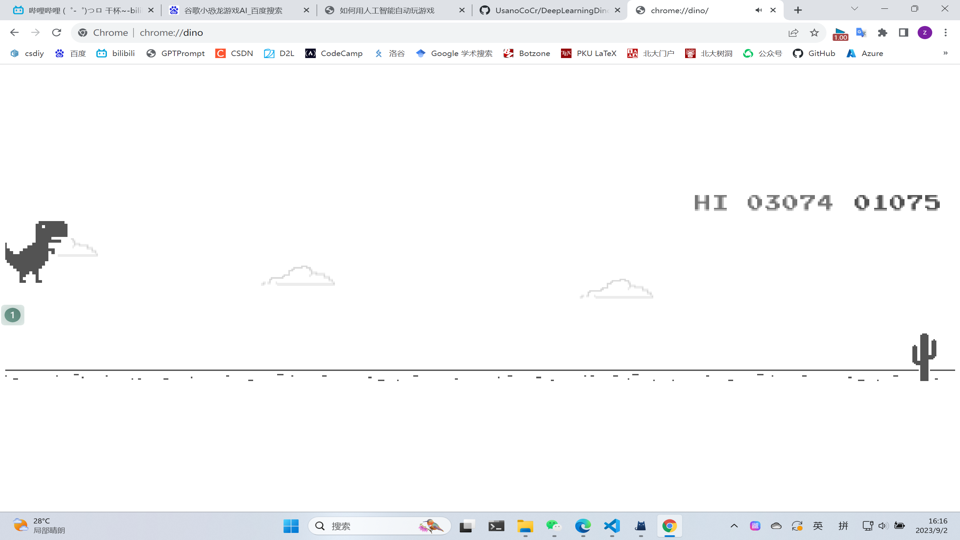 哔哩哔哩 (゜-゜)つロ 干杯~-bili
谷歌小恐龙游戏AI_百度搜索
如何用人工智能自动玩游戏
UsanoCoCr/DeepLearningDin
chrome://dino/
Chrome | chrome://dino
1.00
z
csdiy
百度
bilibili
GPTPrompt
CSDN
D2L
CodeCamp
洛谷
Google 学术搜索
Botzone
PKU LaTeX
北大门户
北大树洞
公众号
GitHub
Azure
»
HI 03074 01075
1
28°C
局部晴朗
搜索
英
拼
16:16
2023/9/2